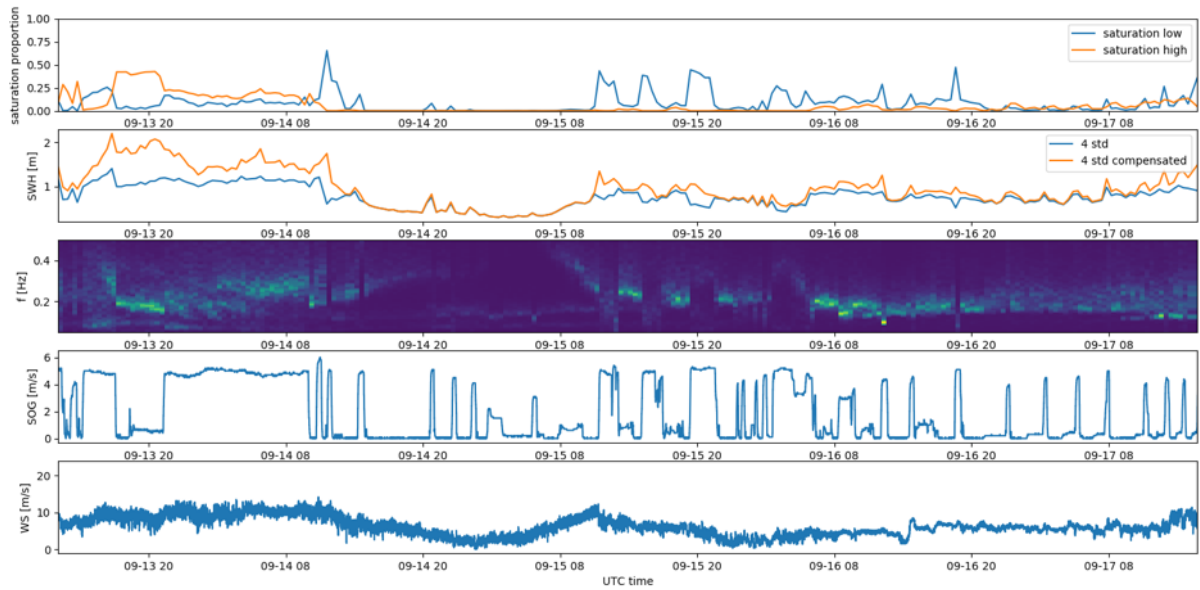 saturation proportion
1.00
0.75
0.50
0.25
0.00
saturation low
saturation high
09-13 20 09-14 08 09-14 20 09-15 08 09-15 20 09-16 08 09-16 20 09-17 08
SWH [m]
2
1
4 std
4 std compensated
09-13 20 09-14 08 09-14 20 09-15 08 09-15 20 09-16 08 09-16 20 09-17 08
f [Hz]
0.4
0.2
09-13 20 09-14 08 09-14 20 09-15 08 09-15 20 09-16 08 09-16 20 09-17 08
SOG [m/s]
6
4
2
0
09-13 20 09-14 08 09-14 20 09-15 08 09-15 20 09-16 08 09-16 20 09-17 08
WS [m/s]
20
10
0
09-13 20 09-14 08 09-14 20 09-15 08 09-15 20 09-16 08 09-16 20 09-17 08
UTC time